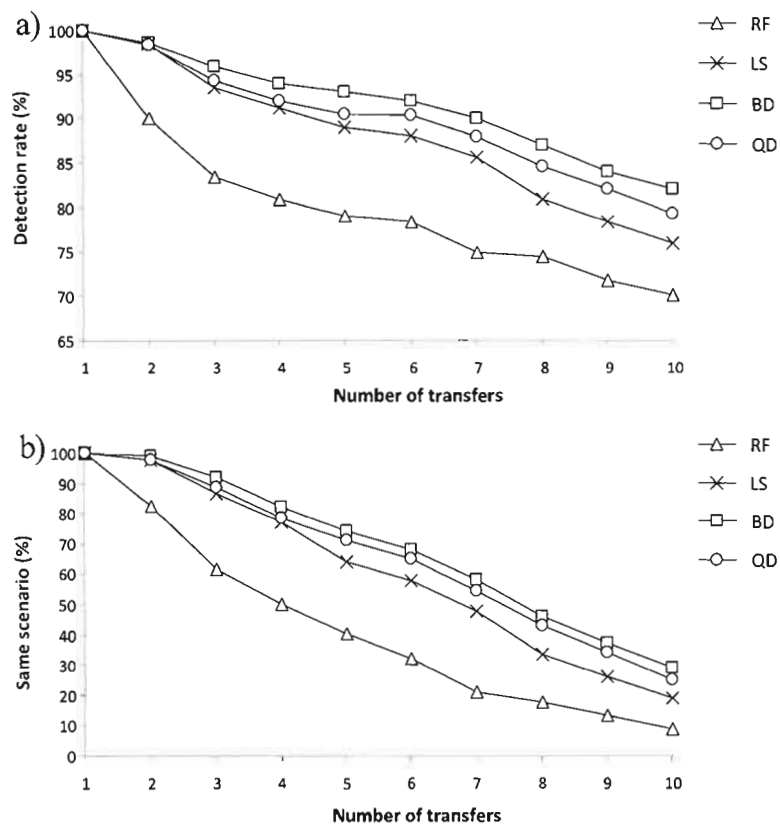 a)
100
95
90
85
80
75
70
65
Detection rate (%)
1 2 3 4 5 6 7 8 9 10
Number of transfers
RF
LS
BD
QD
b)
100
90
80
70
60
50
40
30
20
10
0
Same scenario (%)
1 2 3 4 5 6 7 8 9 10
Number of transfers
RF
LS
BD
QD